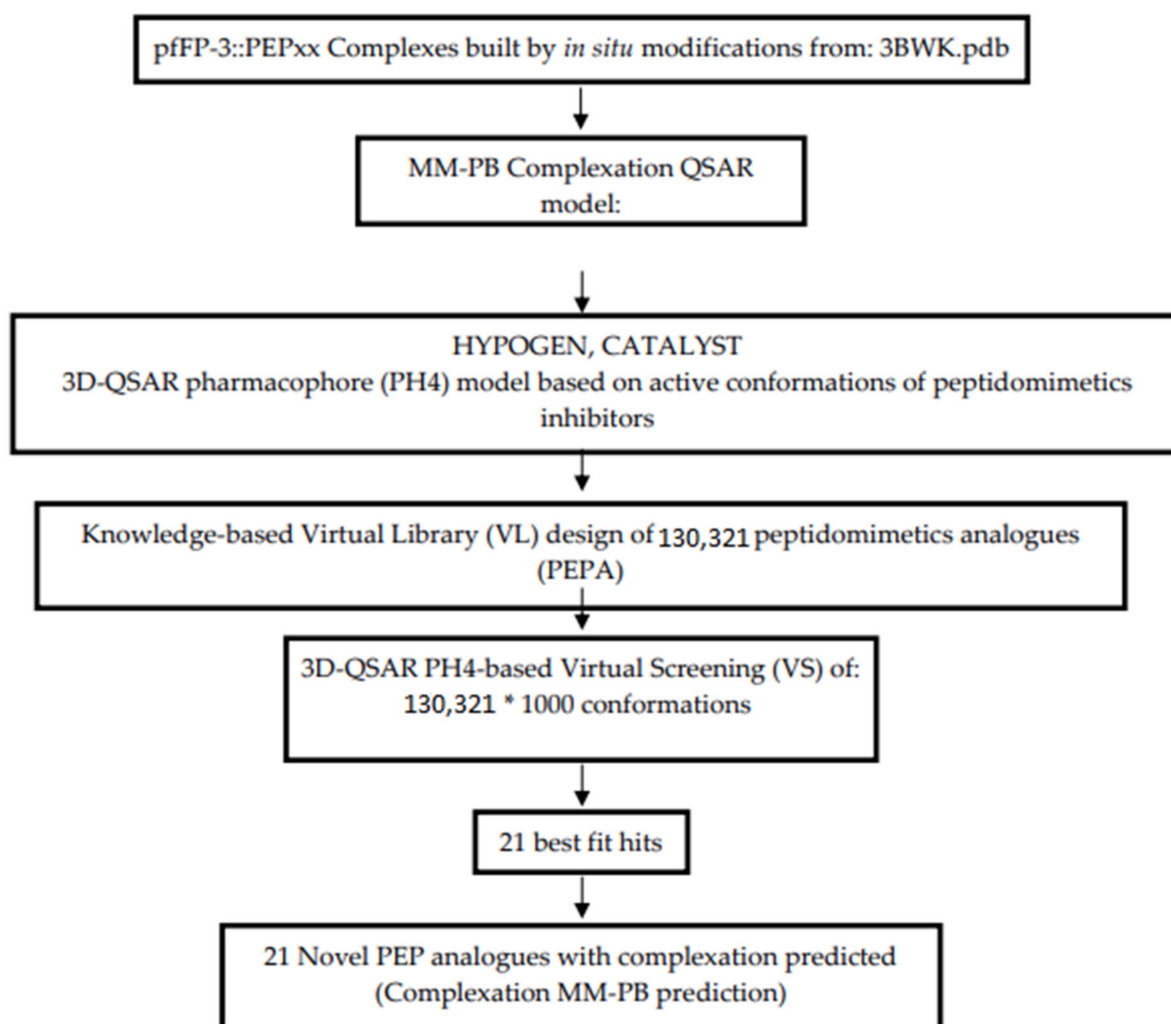 pfFP-3::PEPxx Complexes built by in situ modifications from: 3BWK.pdb
MM-PB Complexation QSAR
model:
HYPOGEN, CATALYST
3D-QSAR pharmacophore (PH4) model based on active conformations of peptidomimetics
inhibitors
Knowledge-based Virtual Library (VL) design of 130,321 peptidomimetics analogues
(PEPA)
3D-QSAR PH4-based Virtual Screening (VS) of:
130,321 * 1000 conformations
21 best fit hits
21 Novel PEP analogues with complexation predicted
(Complexation MM-PB prediction)